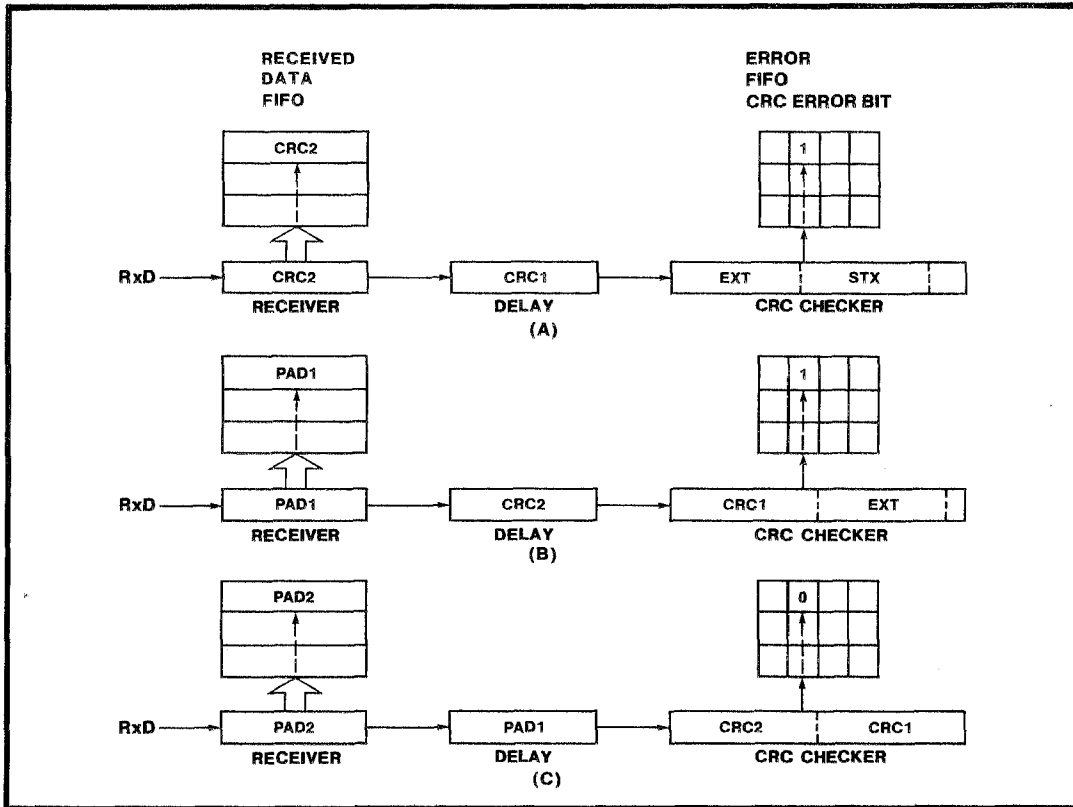 RECEIVED
DATA
FIFO
ERROR
FIFO
CRC ERROR BIT
CRC2
1
RxD
CRC2
CRC1
EXT
STX
RECEIVER
DELAY
CRC CHECKER
(A)
PAD1
1
RxD
PAD1
CRC2
CRC1
EXT
RECEIVER
DELAY
CRC CHECKER
(B)
PAD2
0
RxD
PAD2
PAD1
CRC2
CRC1
RECEIVER
DELAY
CRC CHECKER
(C)